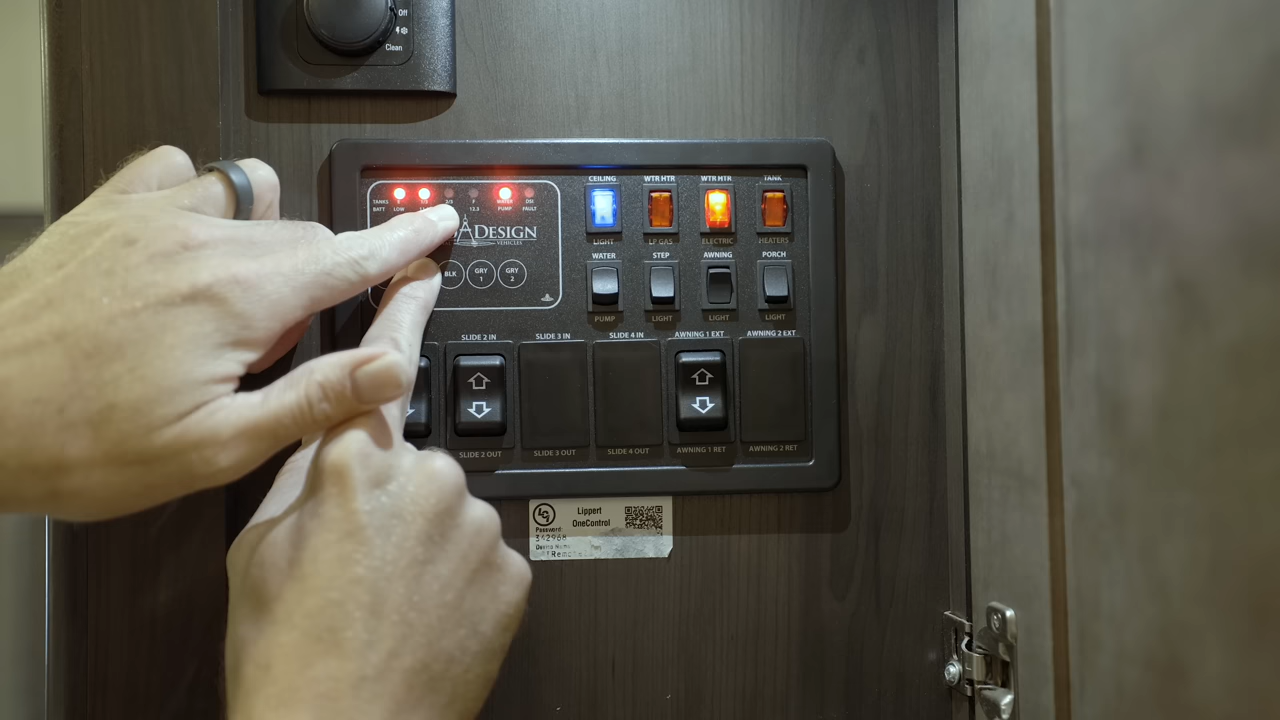 Off
Clean
CEILING
WTR HTR
WTR HTR
TANK
TANKS
E
F
WATER
DSI
BATT
LOW
12.3
PUMP
FAULT
DESIGN
VEHICLES
LIGHT
LP GAS
ELECTRIC
HEATERS
WATER
STEP
AWNING
PORCH
BLK
GRY 1
GRY 2
PUMP
LIGHT
LIGHT
LIGHT
SLIDE 2 IN
SLIDE 3 IN
SLIDE 4 IN
AWNING 1 EXT
AWNING 2 EXT
SLIDE 2 OUT
SLIDE 3 OUT
SLIDE 4 OUT
AWNING 1 RET
AWNING 2 RET
LCI
Lippert
OneControl
Password:
342968